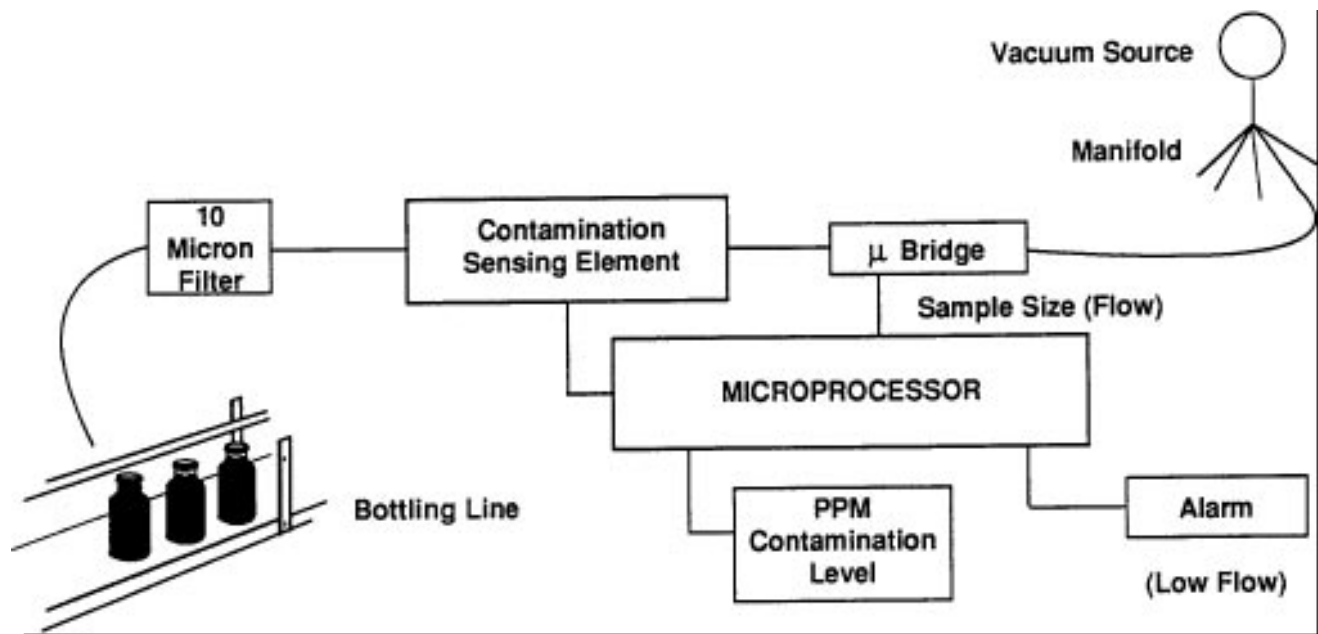 Vacuum Source
Manifold
10
Micron
Filter
Contamination
Sensing Element
μ Bridge
Sample Size (Flow)
MICROPROCESSOR
Bottling Line
PPM
Contamination
Level
Alarm
(Low Flow)